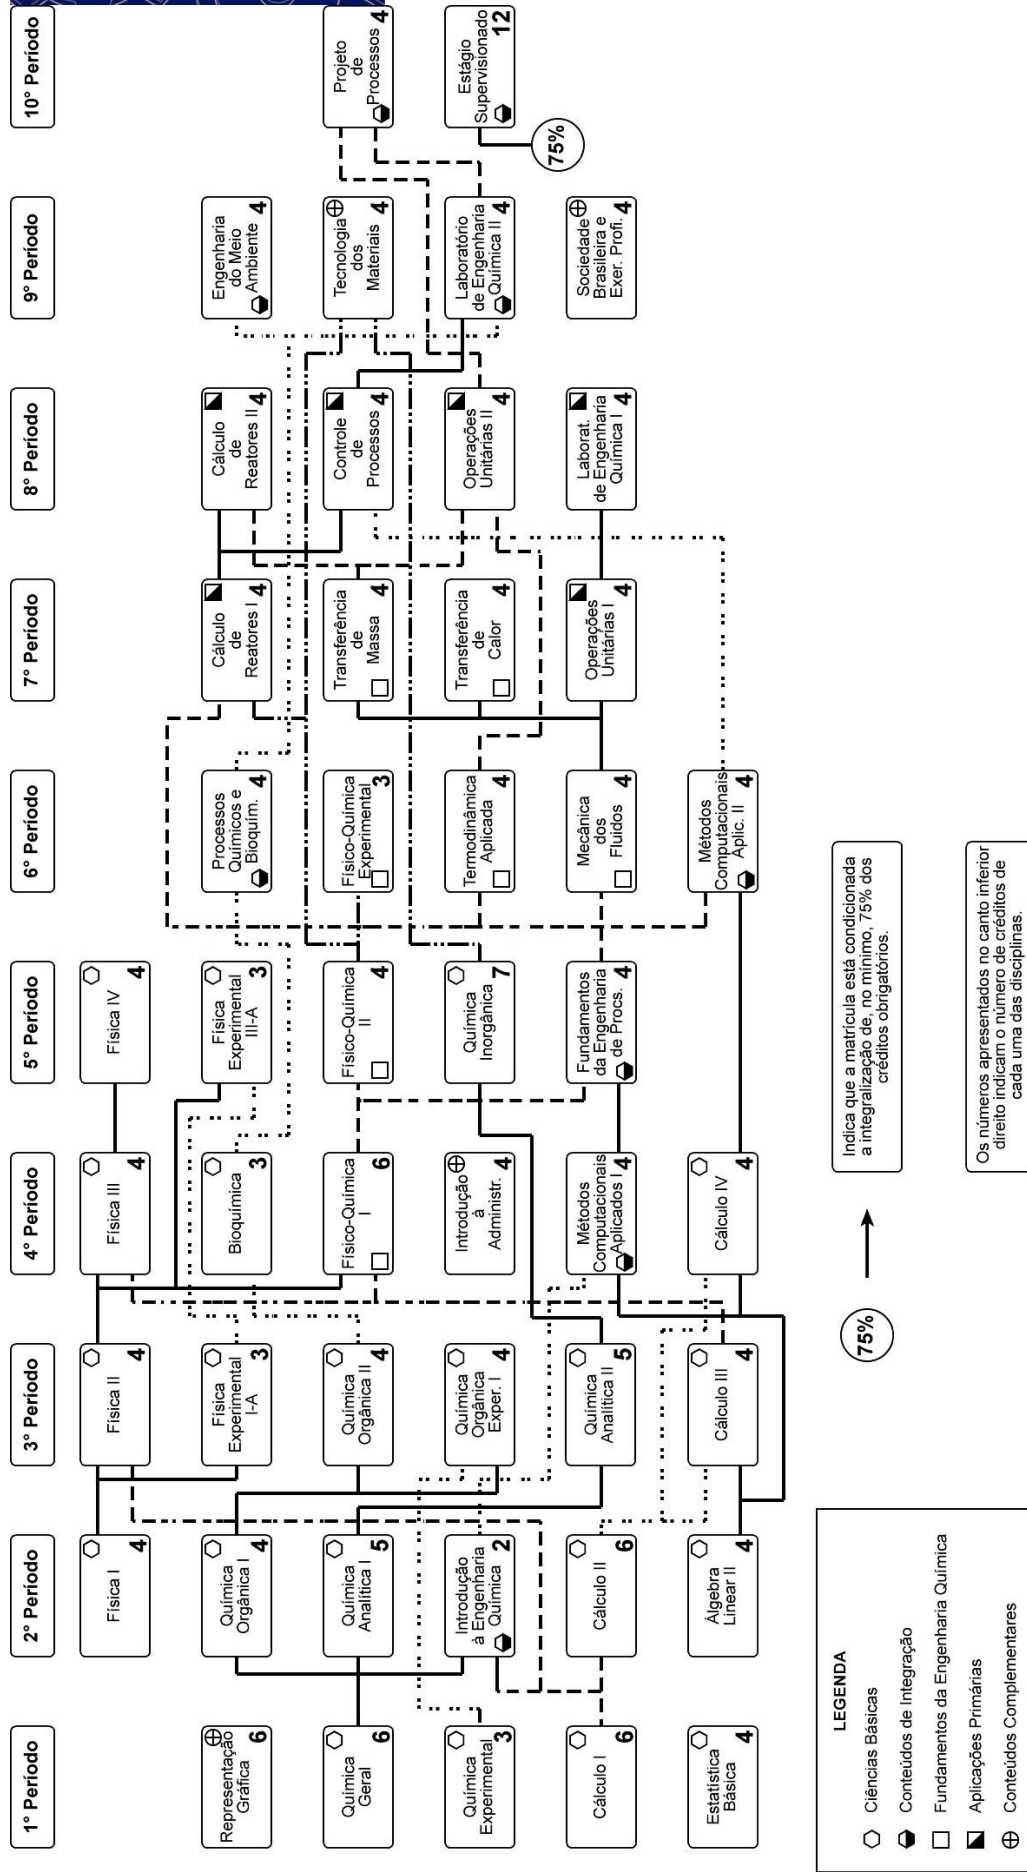 1° Período
2° Período
3° Período
4° Período
5° Período
6° Período
7° Período
8° Período
9° Período
10° Período
Representação
Gráfica
6
Química
Geral
6
Química
Experimental
3
Cálculo I
6
Estatística
Básica
4
Física I
4
Química
Orgânica I
4
Química
Analítica I
5
Introdução
à Engenharia
Química
2
Cálculo II
6
Álgebra
Linear II
4
Física II
4
Física
Experimental
I-A
3
Química
Orgânica II
4
Química
Orgânica
Exper. I
4
Química
Analítica II
5
Cálculo III
4
Física III
4
Bioquímica
3
Físico-Química
I
6
Introdução
à
Administr.
4
Métodos
Computacionais
Aplicados I
4
Cálculo IV
4
Física IV
4
Física
Experimental
III-A
3
Físico-Química
II
4
Química
Inorgânica
7
Fundamentos
da Engenharia
de Procs.
4
Processos
Químicos e
Bioquím.
4
Físico-Química
Experimental
3
Termodinâmica
Aplicada
4
Mecânica
dos
Fluidos
4
Métodos
Computacionais
Aplic. II
4
Cálculo
de
Reatores I
4
Transferência
de
Massa
4
Transferência
de
Calor
4
Operações
Unitárias I
4
Cálculo
de
Reatores II
4
Controle
de
Processos
4
Operações
Unitárias II
4
Laborat.
de Engenharia
Química I
4
Engenharia
do Meio
Ambiente
4
Tecnologia
dos
Materiais
4
Laboratório
de Engenharia
Química II
4
Sociedade
Brasileira e
Exer. Profi.
4
Projeto
de
Processos
4
Estágio
Supervisionado
12
75%
LEGENDA
Ciências Básicas
Conteúdos de Integração
Fundamentos da Engenharia Química
Aplicações Primárias
Conteúdos Complementares
75%
Indica que a matrícula está condicionada
a integralização de, no mínimo, 75% dos
créditos obrigatórios.
Os números apresentados no canto inferior
direito indicam o número de créditos de
cada uma das disciplinas.